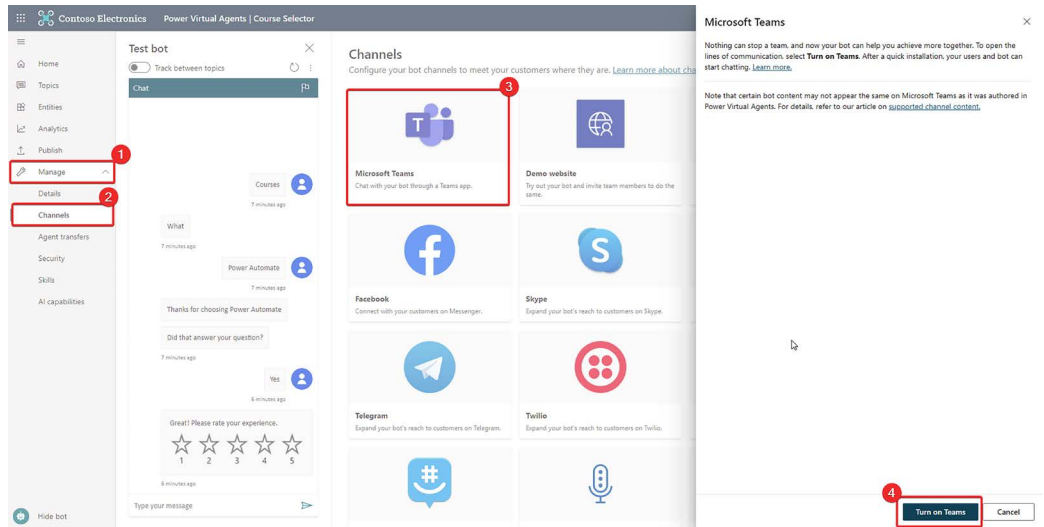 Contoso Electronics
Power Virtual Agents | Course Selector
Home
Topics
Entities
Analytics
Publish
1
Manage
Details
2
Channels
Agent transfers
Security
Skills
AI capabilities
Hide bot
Test bot
Track between topics
Chat
Courses
7 minutes ago
What
7 minutes ago
Power Automate
7 minutes ago
Thanks for choosing Power Automate
Did that answer your question?
7 minutes ago
Yes
6 minutes ago
Great! Please rate your experience.
1 2 3 4 5
6 minutes ago
Type your message
Channels
Configure your bot channels to meet your customers where they are. Learn more about cha
3
Microsoft Teams
Chat with your bot through a Teams app.
Demo website
Try out your bot and invite team members to do the
same.
Facebook
Connect with your customers on Messenger.
Skype
Expand your bot's reach to customers on Skype.
Telegram
Expand your bot's reach to customers on Telegram.
Twilio
Expand your bot's reach to customers on Twilio.
Microsoft Teams
Nothing can stop a team, and now your bot can help you achieve more together. To open the
lines of communication, select Turn on Teams. After a quick installation, your users and bot can
start chatting. Learn more.
Note that certain bot content may not appear the same on Microsoft Teams as it was authored in
Power Virtual Agents. For details, refer to our article on supported channel content.
4
Turn on Teams
Cancel